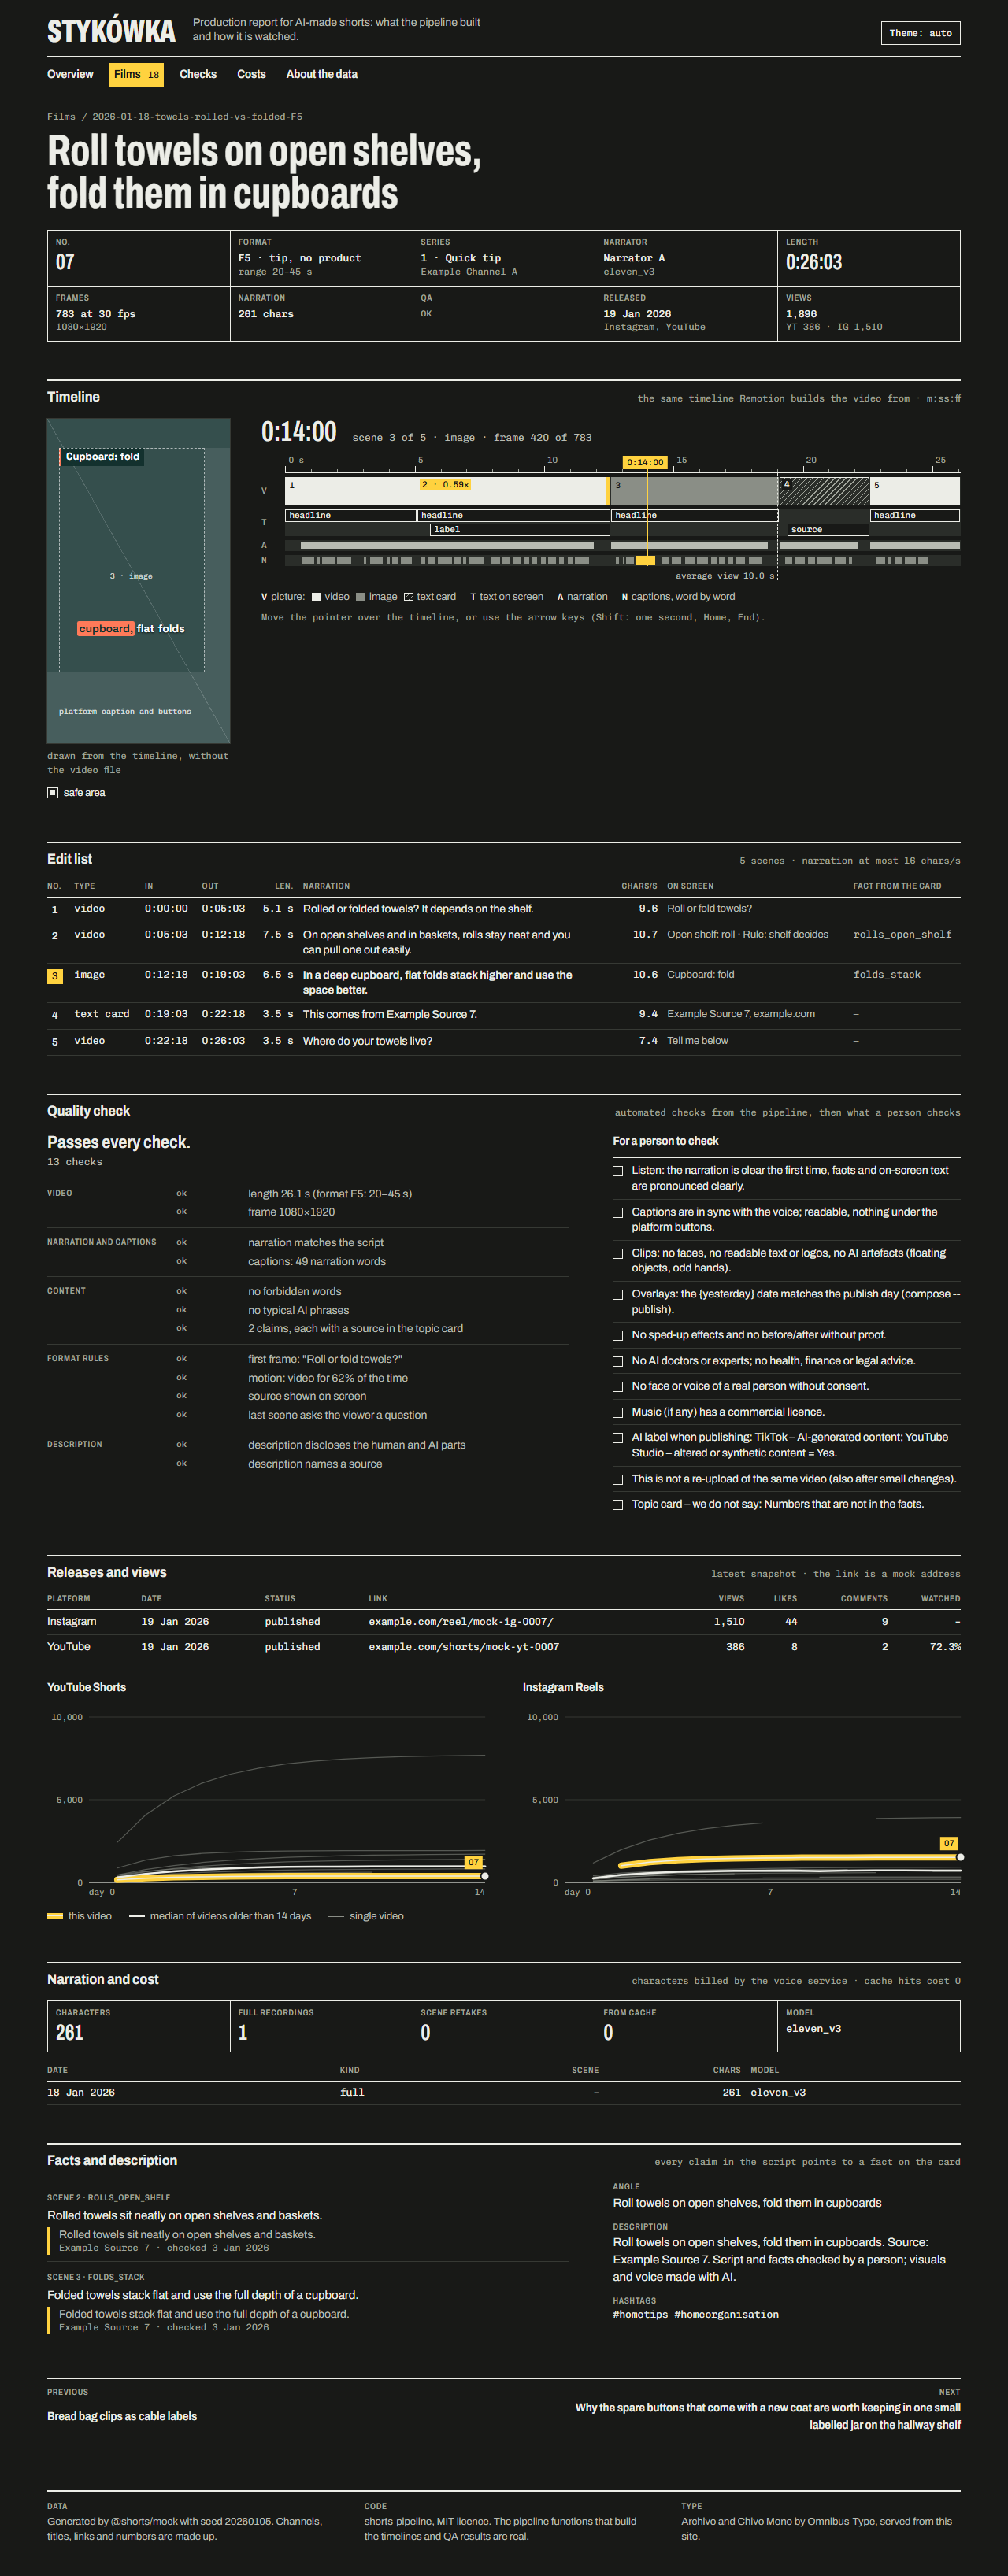 STYKÓWKA
Production report for AI-made shorts: what the pipeline built
and how it is watched.
Theme: auto
Overview Films 18 Checks Costs About the data
Films / 2026-01-18-towels-rolled-vs-folded-F5
Roll towels on open shelves,
fold them in cupboards
NO. FORMAT SERIES NARRATOR LENGTH
07 F5 · tip, no product 1 · Quick tip Narrator A 0:26:03
range 20–45 s Example Channel A eleven_v3
FRAMES NARRATION QA RELEASED VIEWS
783 at 30 fps 261 chars OK 19 Jan 2026 1,896
1080×1920 Instagram, YouTube YT 386 · IG 1,510
Timeline the same timeline Remotion builds the video from · m:ss:ff
Cupboard: fold
3 · image
cupboard, flat folds
platform caption and buttons
drawn from the timeline, without
the video file
safe area
0:14:00 scene 3 of 5 · image · frame 420 of 783
0 s 5 10 0:14:00 15 20 25
V 1 2 · 0.59× 3 4 5
T headline headline headline headline
label source
A
N
average view 19.0 s
V picture: video image text card T text on screen A narration N captions, word by word
Move the pointer over the timeline, or use the arrow keys (Shift: one second, Home, End).
Edit list 5 scenes · narration at most 16 chars/s
NO. TYPE IN OUT LEN. NARRATION CHARS/S ON SCREEN FACT FROM THE CARD
1 video 0:00:00 0:05:03 5.1 s Rolled or folded towels? It depends on the shelf. 9.6 Roll or fold towels? –
2 video 0:05:03 0:12:18 7.5 s On open shelves and in baskets, rolls stay neat and you 10.7 Open shelf: roll · Rule: shelf decides rolls_open_shelf
can pull one out easily.
3 image 0:12:18 0:19:03 6.5 s In a deep cupboard, flat folds stack higher and use the 10.6 Cupboard: fold folds_stack
space better.
4 text card 0:19:03 0:22:18 3.5 s This comes from Example Source 7. 9.4 Example Source 7, example.com –
5 video 0:22:18 0:26:03 3.5 s Where do your towels live? 7.4 Tell me below –
Quality check automated checks from the pipeline, then what a person checks
Passes every check.
13 checks
VIDEO ok length 26.1 s (format F5: 20–45 s)
ok frame 1080×1920
NARRATION AND CAPTIONS ok narration matches the script
ok captions: 49 narration words
CONTENT ok no forbidden words
ok no typical AI phrases
ok 2 claims, each with a source in the topic card
FORMAT RULES ok first frame: "Roll or fold towels?"
ok motion: video for 62% of the time
ok source shown on screen
ok last scene asks the viewer a question
DESCRIPTION ok description discloses the human and AI parts
ok description names a source
For a person to check
Listen: the narration is clear the first time, facts and on-screen text
are pronounced clearly.
Captions are in sync with the voice; readable, nothing under the
platform buttons.
Clips: no faces, no readable text or logos, no AI artefacts (floating
objects, odd hands).
Overlays: the {yesterday} date matches the publish day (compose --
publish).
No sped-up effects and no before/after without proof.
No AI doctors or experts; no health, finance or legal advice.
No face or voice of a real person without consent.
Music (if any) has a commercial licence.
AI label when publishing: TikTok – AI-generated content; YouTube
Studio – altered or synthetic content = Yes.
This is not a re-upload of the same video (also after small changes).
Topic card – we do not say: Numbers that are not in the facts.
Releases and views latest snapshot · the link is a mock address
PLATFORM DATE STATUS LINK VIEWS LIKES COMMENTS WATCHED
Instagram 19 Jan 2026 published example.com/reel/mock-ig-0007/ 1,510 44 9 –
YouTube 19 Jan 2026 published example.com/shorts/mock-yt-0007 386 8 2 72.3%
YouTube Shorts
10,000
5,000
07
0
day 0 7 14
Instagram Reels
10,000
5,000
07
0
day 0 7 14
this video median of videos older than 14 days single video
Narration and cost characters billed by the voice service · cache hits cost 0
CHARACTERS FULL RECORDINGS SCENE RETAKES FROM CACHE MODEL
261 1 0 0 eleven_v3
DATE KIND SCENE CHARS MODEL
18 Jan 2026 full – 261 eleven_v3
Facts and description every claim in the script points to a fact on the card
SCENE 2 · ROLLS_OPEN_SHELF
Rolled towels sit neatly on open shelves and baskets.
Rolled towels sit neatly on open shelves and baskets.
Example Source 7 · checked 3 Jan 2026
SCENE 3 · FOLDS_STACK
Folded towels stack flat and use the full depth of a cupboard.
Folded towels stack flat and use the full depth of a cupboard.
Example Source 7 · checked 3 Jan 2026
ANGLE
Roll towels on open shelves, fold them in cupboards
DESCRIPTION
Roll towels on open shelves, fold them in cupboards. Source:
Example Source 7. Script and facts checked by a person; visuals
and voice made with AI.
HASHTAGS
#hometips #homeorganisation
PREVIOUS
Bread bag clips as cable labels
NEXT
Why the spare buttons that come with a new coat are worth keeping in one small
labelled jar on the hallway shelf
DATA
Generated by @shorts/mock with seed 20260105. Channels,
titles, links and numbers are made up.
CODE
shorts-pipeline, MIT licence. The pipeline functions that build
the timelines and QA results are real.
TYPE
Archivo and Chivo Mono by Omnibus-Type, served from this
site.